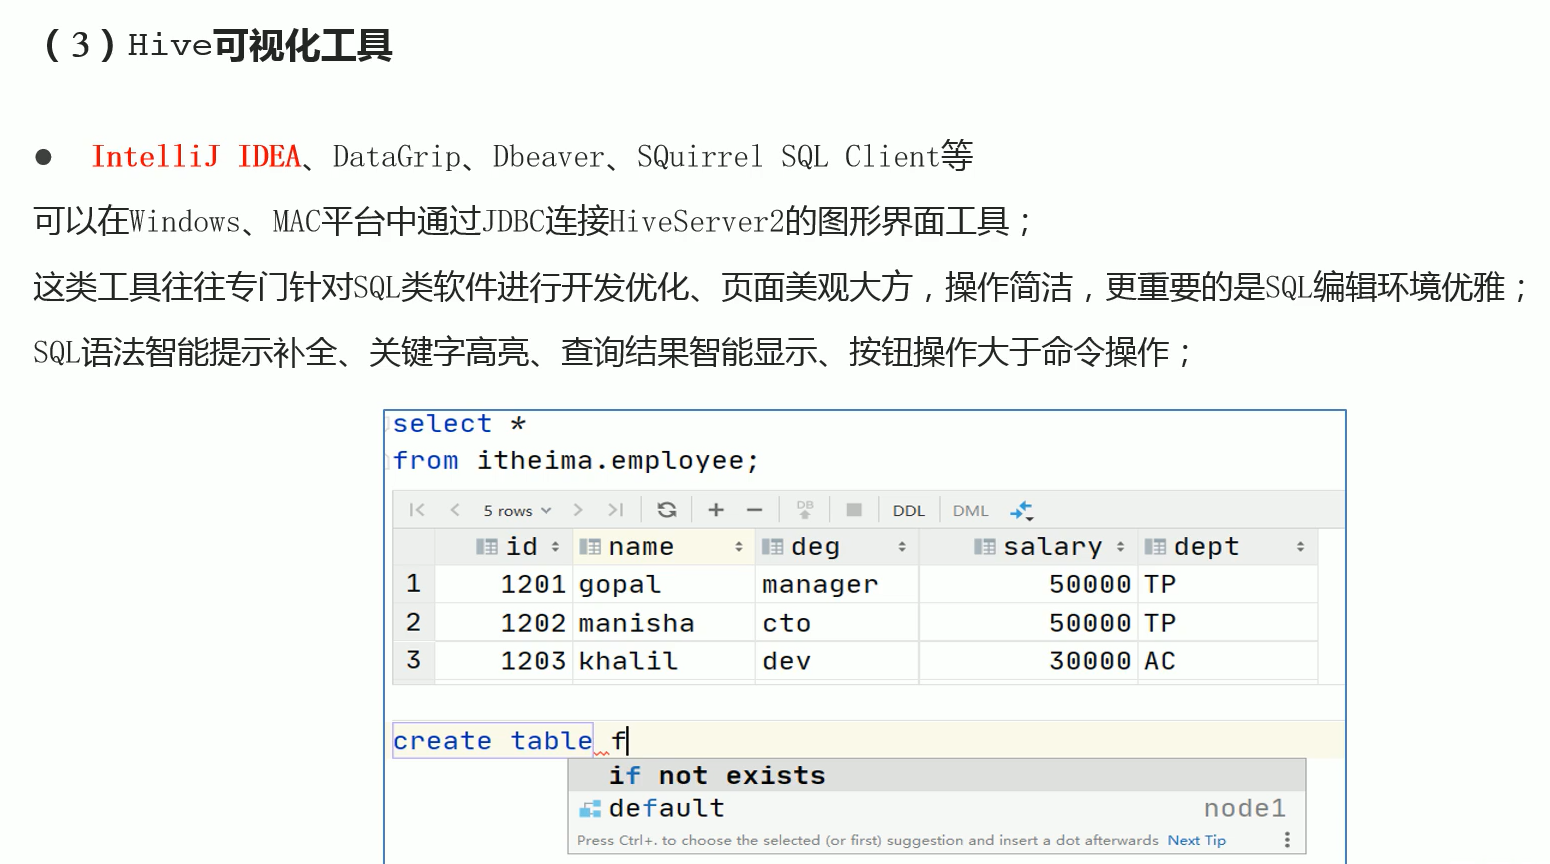 （3）Hive可视化工具
● IntelliJ IDEA、DataGrip、Dbeaver、SQuirrel SQL Client等
可以在Windows、MAC平台中通过JDBC连接HiveServer2的图形界面工具；
这类工具往往专门针对SQL类软件进行开发优化、页面美观大方，操作简洁，更重要的是SQL编辑环境优雅；
SQL语法智能提示补全、关键字高亮、查询结果智能显示、按钮操作大于命令操作；
select *
from itheima.employee;
5 rows DB DDL DML
id name deg salary dept
1 1201 gopal manager 50000 TP
2 1202 manisha cto 50000 TP
3 1203 khalil dev 30000 AC
create table f
if not exists
default node1
Press Ctrl+. to choose the selected (or first) suggestion and insert a dot afterwards Next Tip